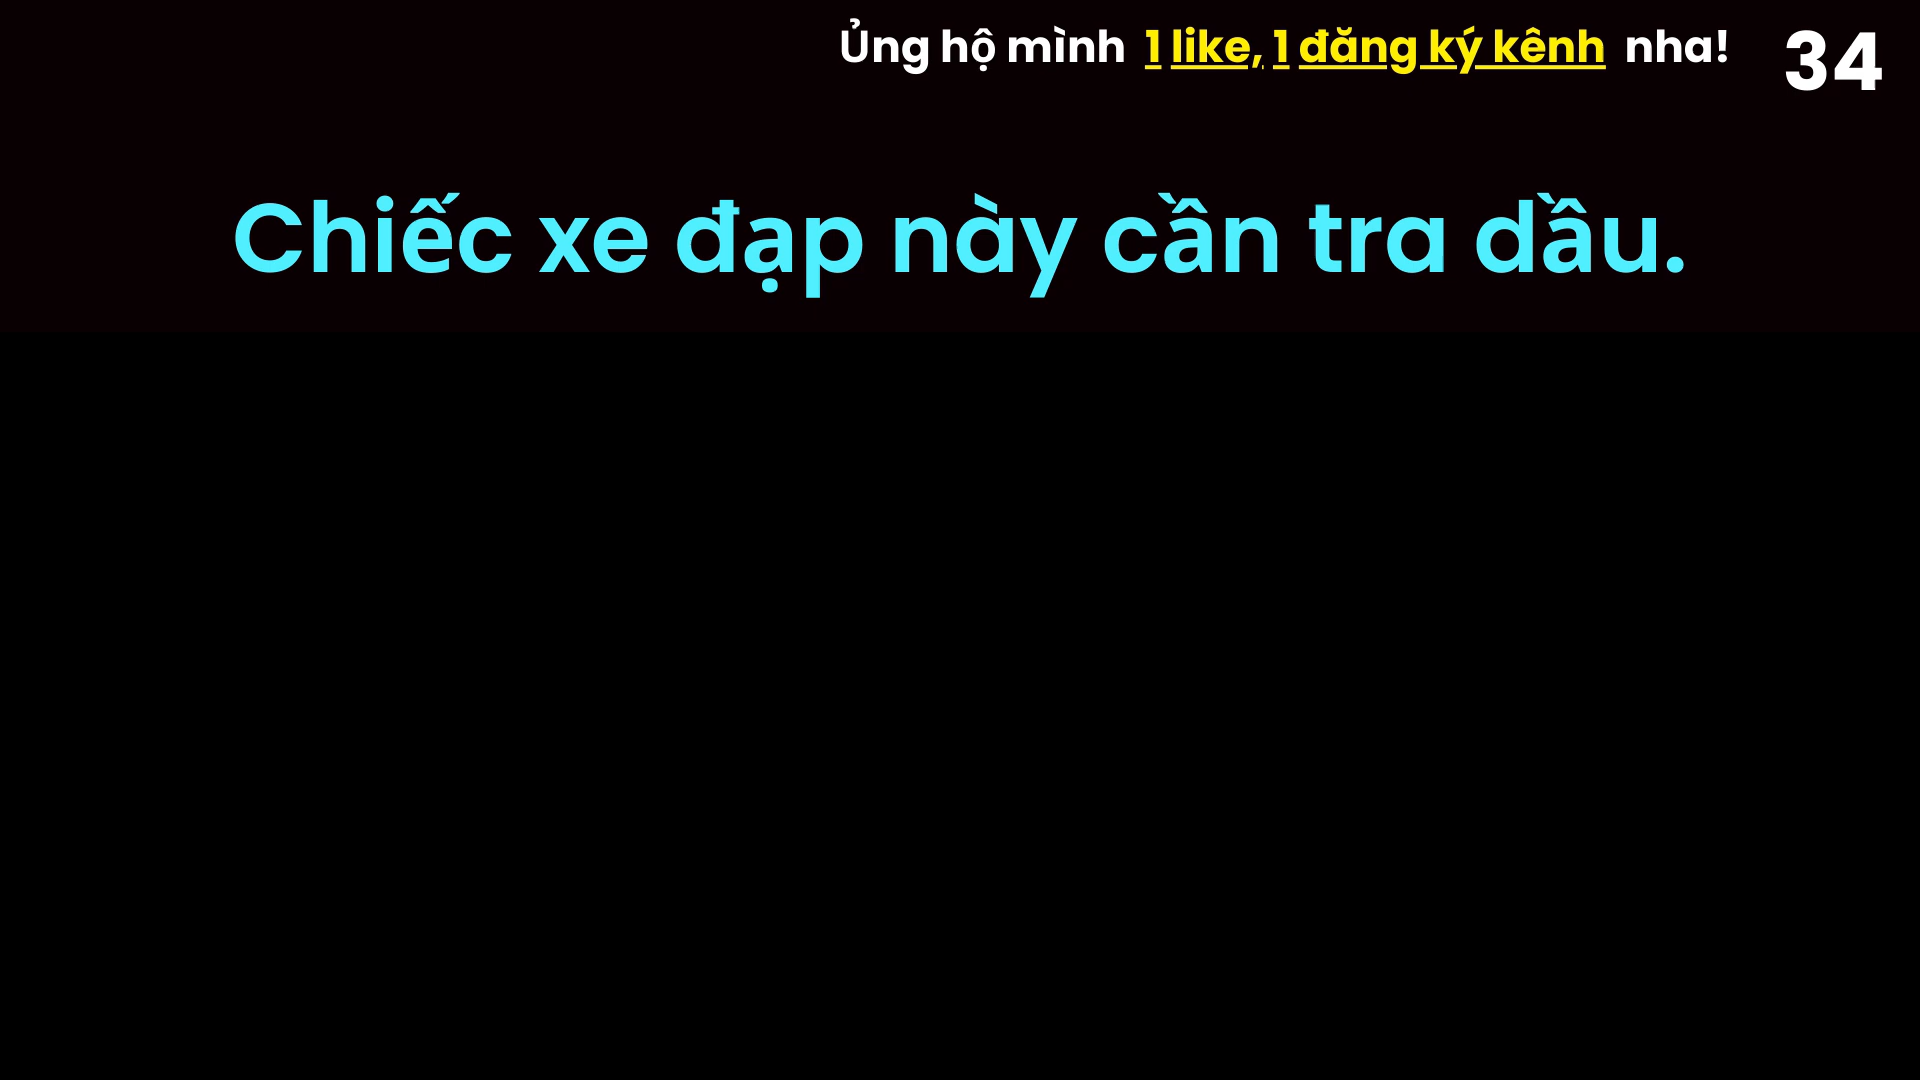 Ủng hộ mình 1 like, 1 đăng ký kênh nha! 34
Chiếc xe đạp này cần tra dầu.